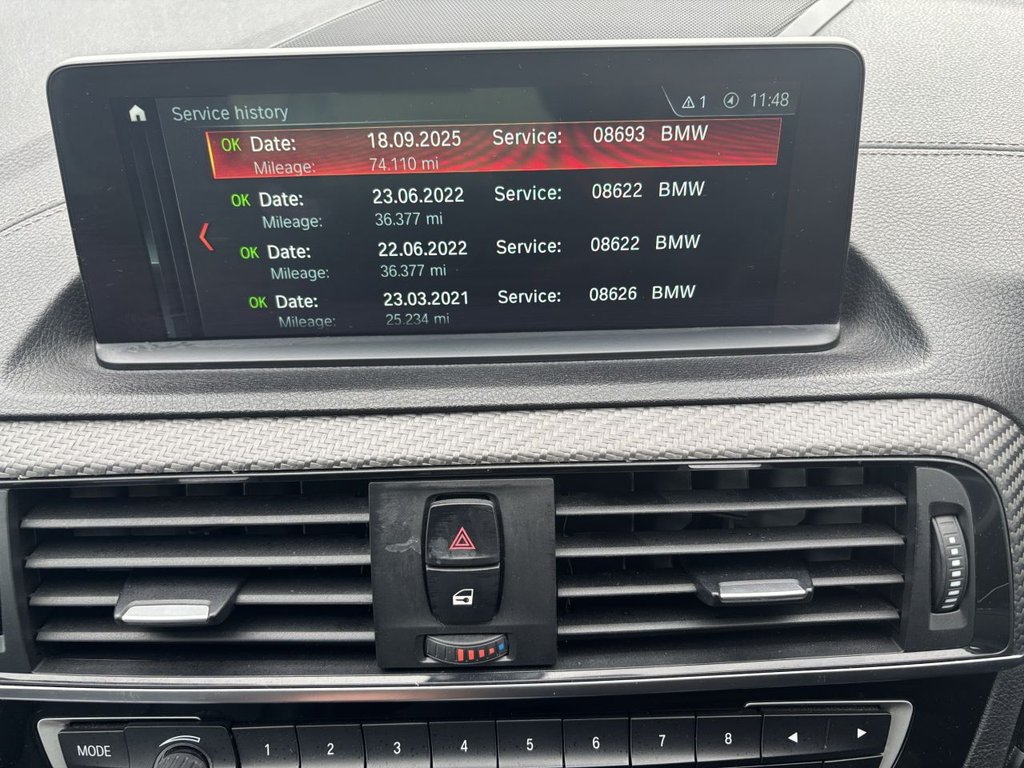 Service history 1 11:48
OK Date: 18.09.2025 Service: 08693 BMW
Mileage: 74.110 mi
OK Date: 23.06.2022 Service: 08622 BMW
Mileage: 36.377 mi
OK Date: 22.06.2022 Service: 08622 BMW
Mileage: 36.377 mi
OK Date: 23.03.2021 Service: 08626 BMW
Mileage: 25.234 mi
MODE 1 2 3 4 5 6 7 8